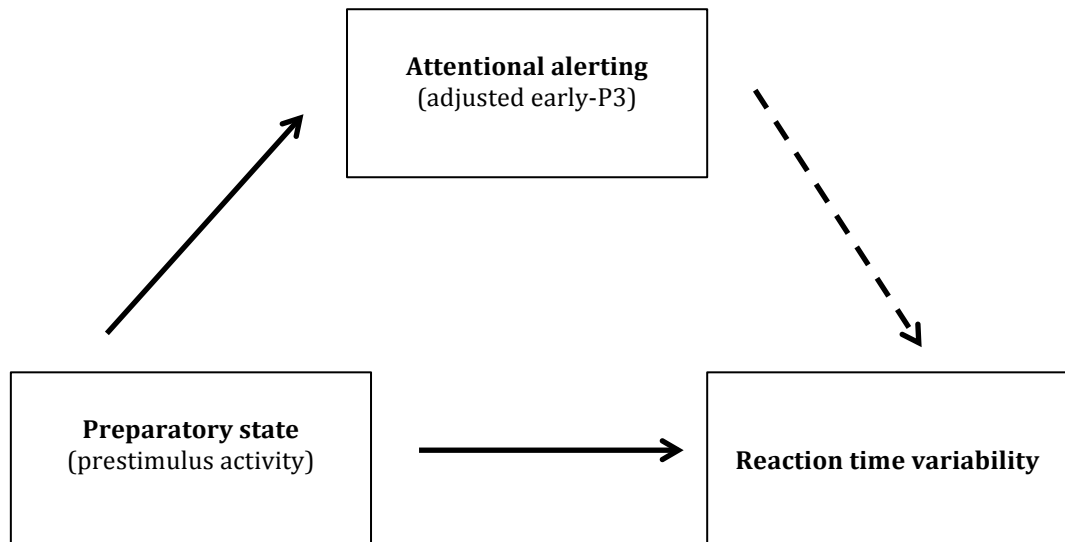 Attentional alerting
(adjusted early-P3)
Preparatory state
(prestimulus activity)
Reaction time variability